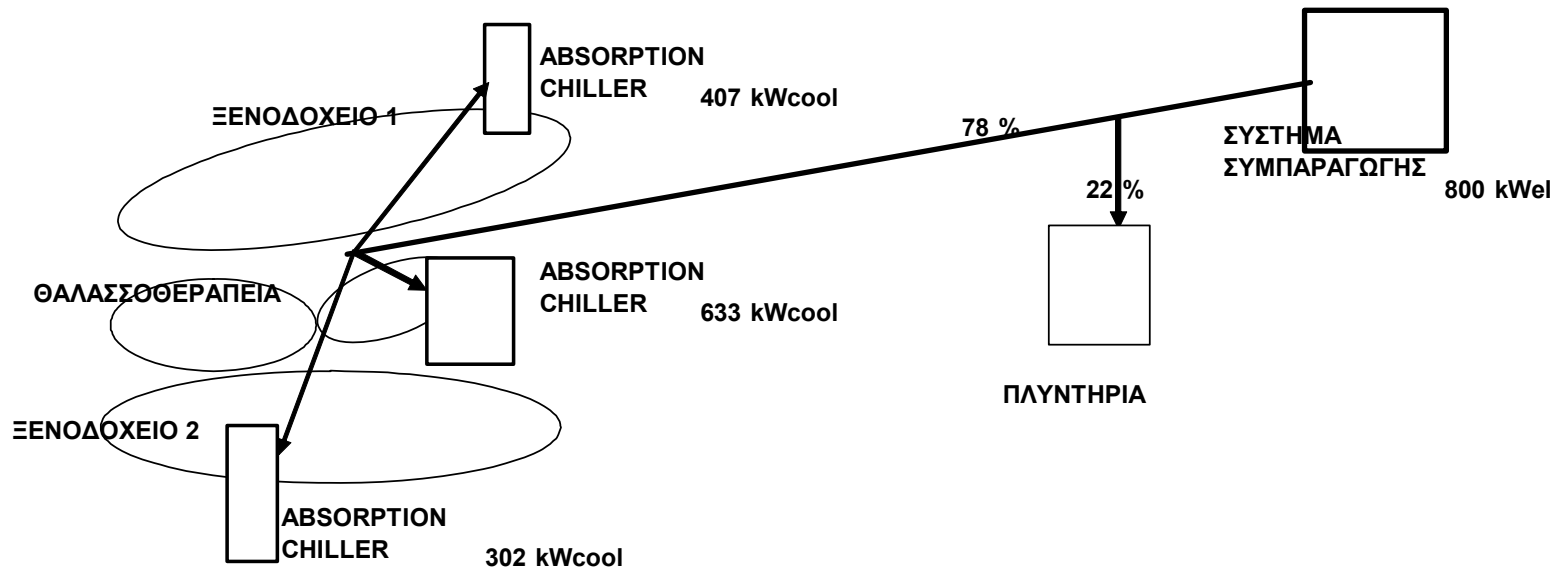 ABSORPTION
CHILLER
407 kWcool
ΞΕΝΟΔΟΧΕΙΟ 1
78 %
ΣΥΣΤΗΜΑ
ΣΥΜΠΑΡΑΓΩΓΗΣ
800 kWel
22 %
ΘΑΛΑΣΣΟΘΕΡΑΠΕΙΑ
ABSORPTION
CHILLER
633 kWcool
ΠΛΥΝΤΗΡΙΑ
ΞΕΝΟΔΟΧΕΙΟ 2
ABSORPTION
CHILLER
302 kWcool